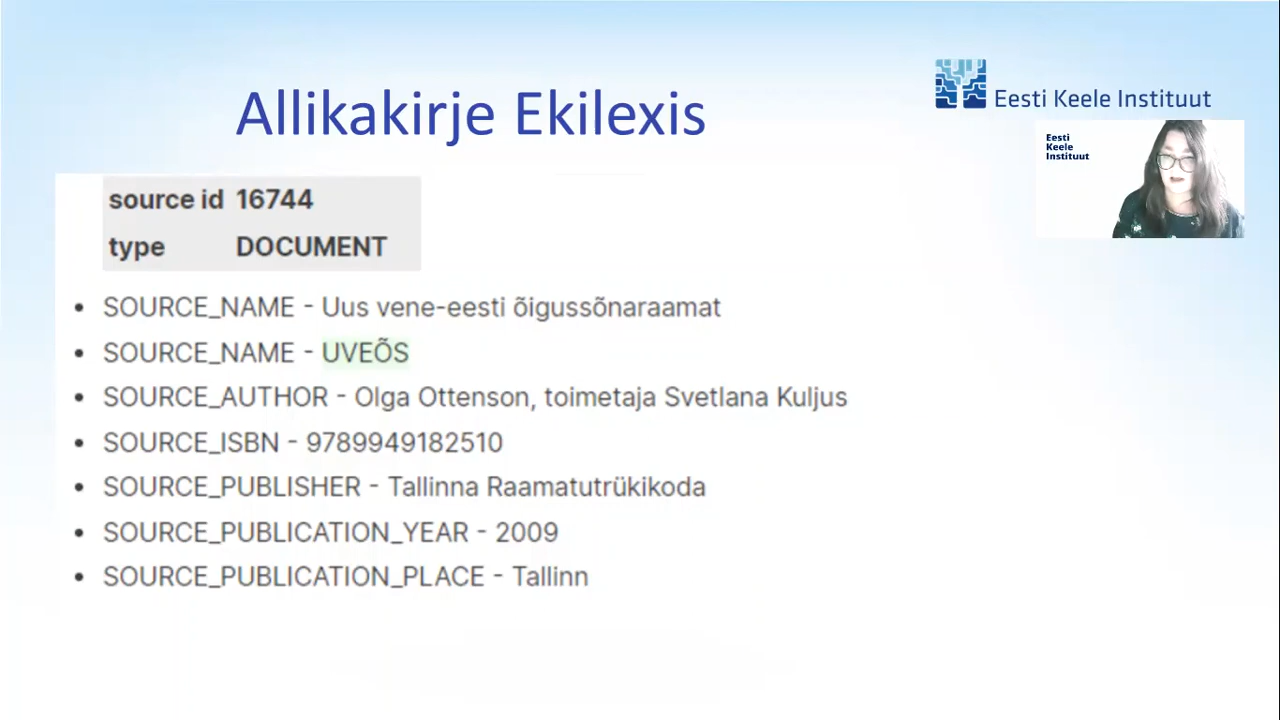 Allikakirje Ekilexis
Eesti Keele Instituut
Eesti
Keele
Instituut
source id 16744
type DOCUMENT
• SOURCE_NAME - Uus vene-eesti õigussõnaraamat
• SOURCE_NAME - UVEÕS
• SOURCE_AUTHOR - Olga Ottenson, toimetaja Svetlana Kuljus
• SOURCE_ISBN - 9789949182510
• SOURCE_PUBLISHER - Tallinna Raamatutrükikoda
• SOURCE_PUBLICATION_YEAR - 2009
• SOURCE_PUBLICATION_PLACE - Tallinn